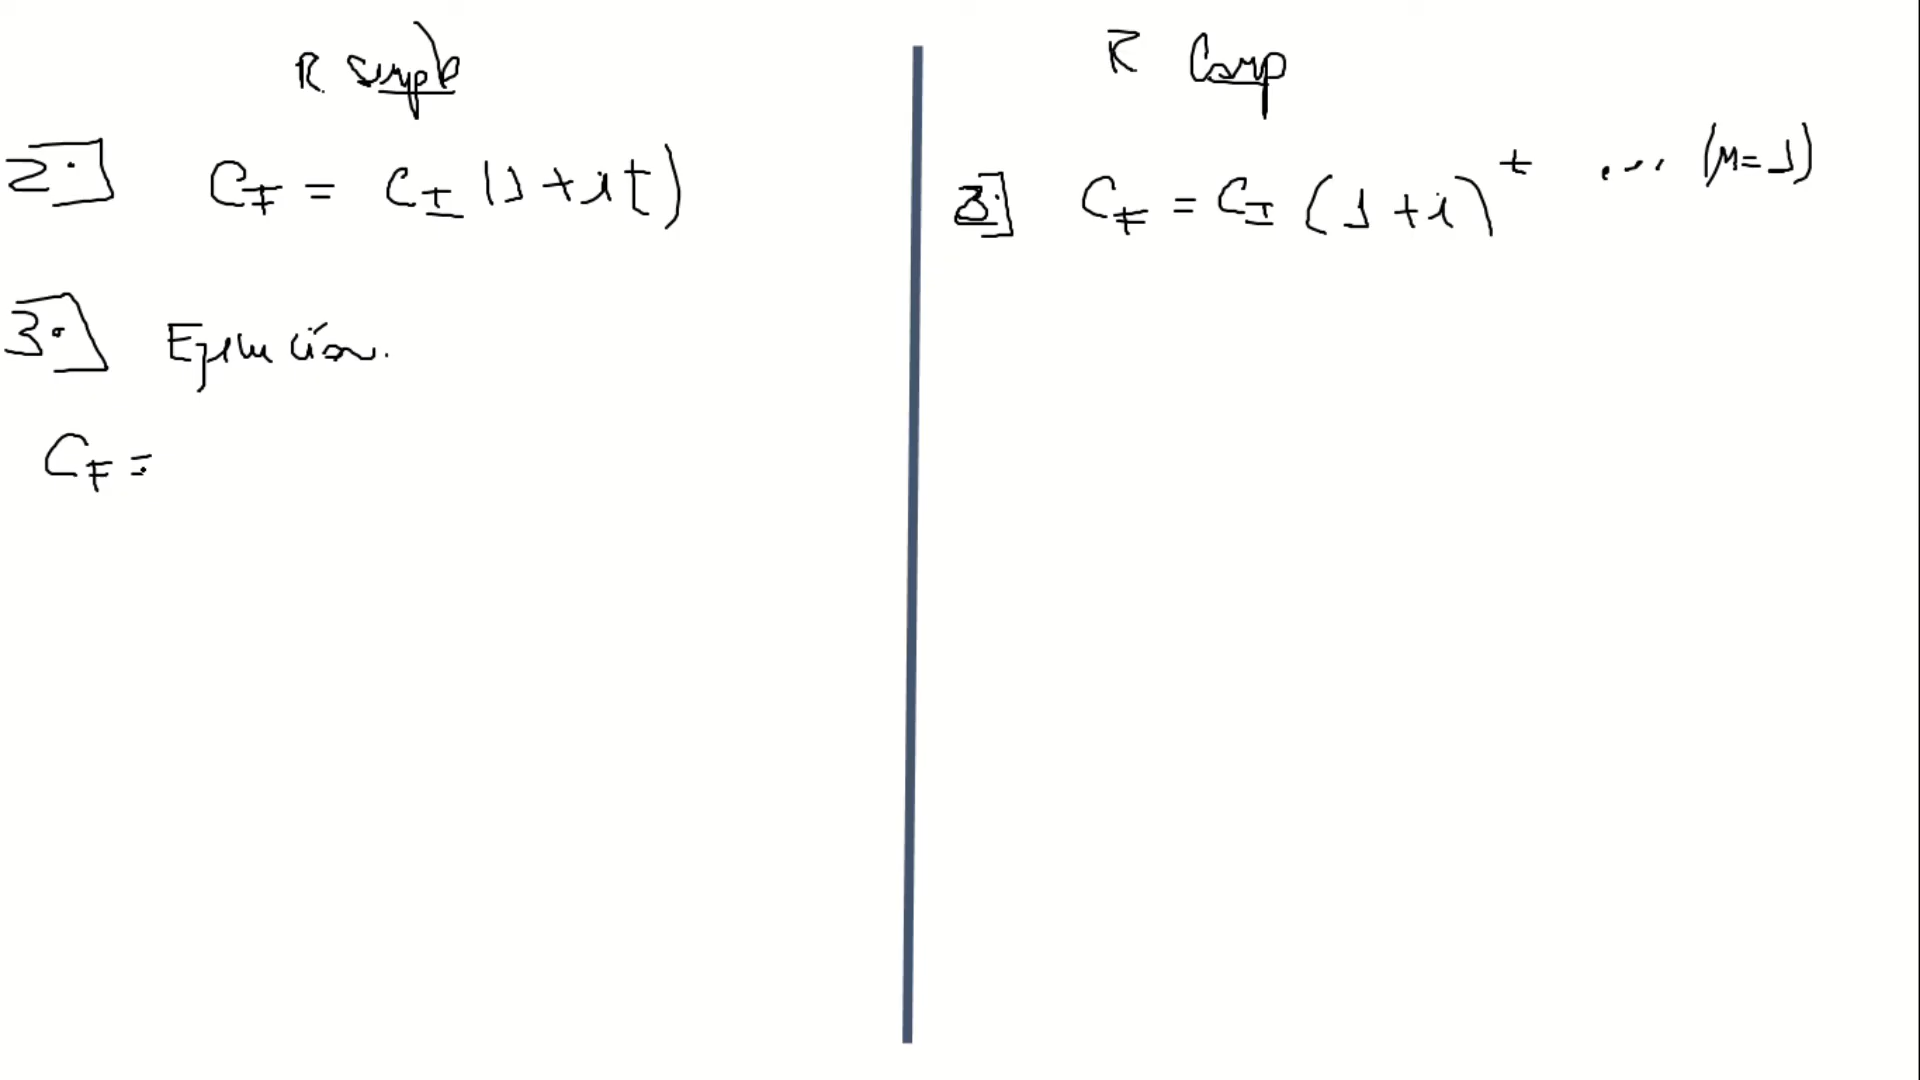 R Simple
2.
C_F = C_I (1 + i t)
3.
Ejecución.
C_F =
R Comp
3.
C_F = C_I (1 + i)^t ... (M = 1)